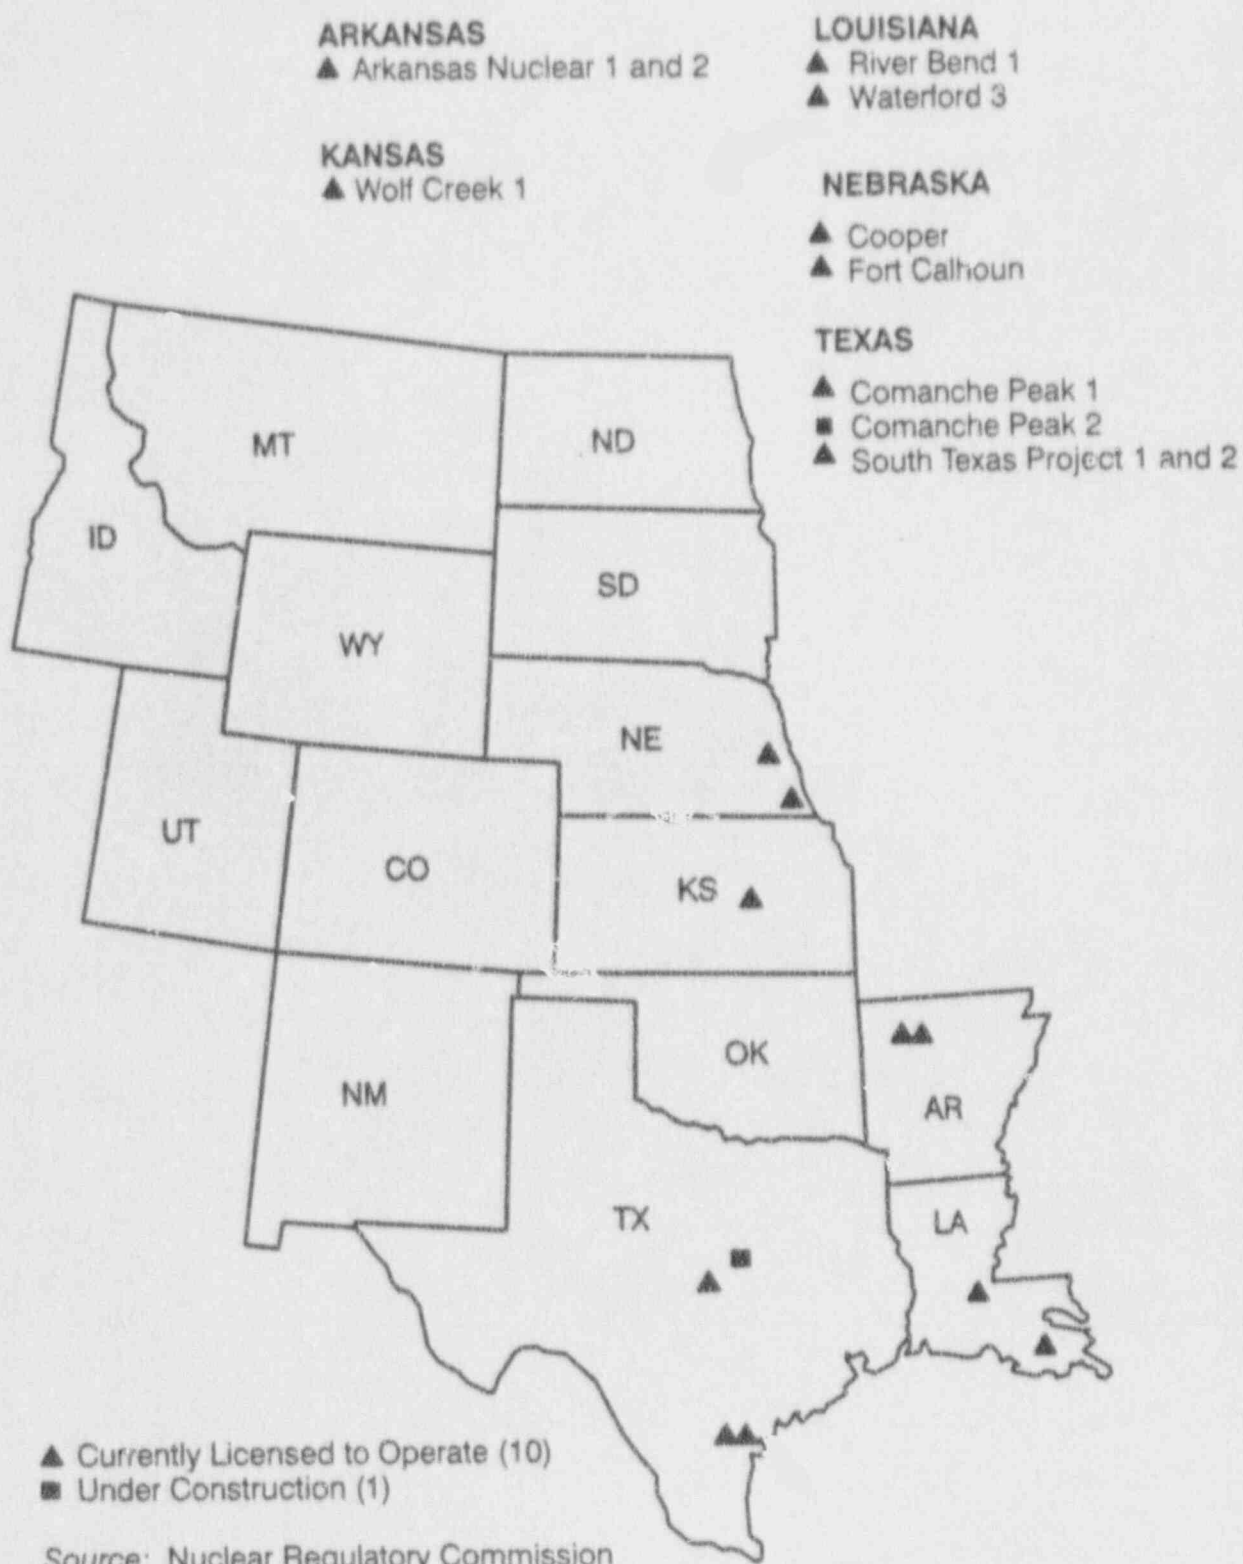 ARKANSAS
▲ Arkansas Nuclear 1 and 2
KANSAS
▲ Wolf Creek 1
LOUISIANA
▲ River Bend 1
▲ Waterford 3
NEBRASKA
▲ Cooper
▲ Fort Calhoun
TEXAS
▲ Comanche Peak 1
■ Comanche Peak 2
▲ South Texas Project 1 and 2
MT
ND
ID
SD
WY
NE
UT
CO
KS
OK
NM
AR
TX
LA
▲ Currently Licensed to Operate (10)
■ Under Construction (1)
Source: Nuclear Regulatory Commission